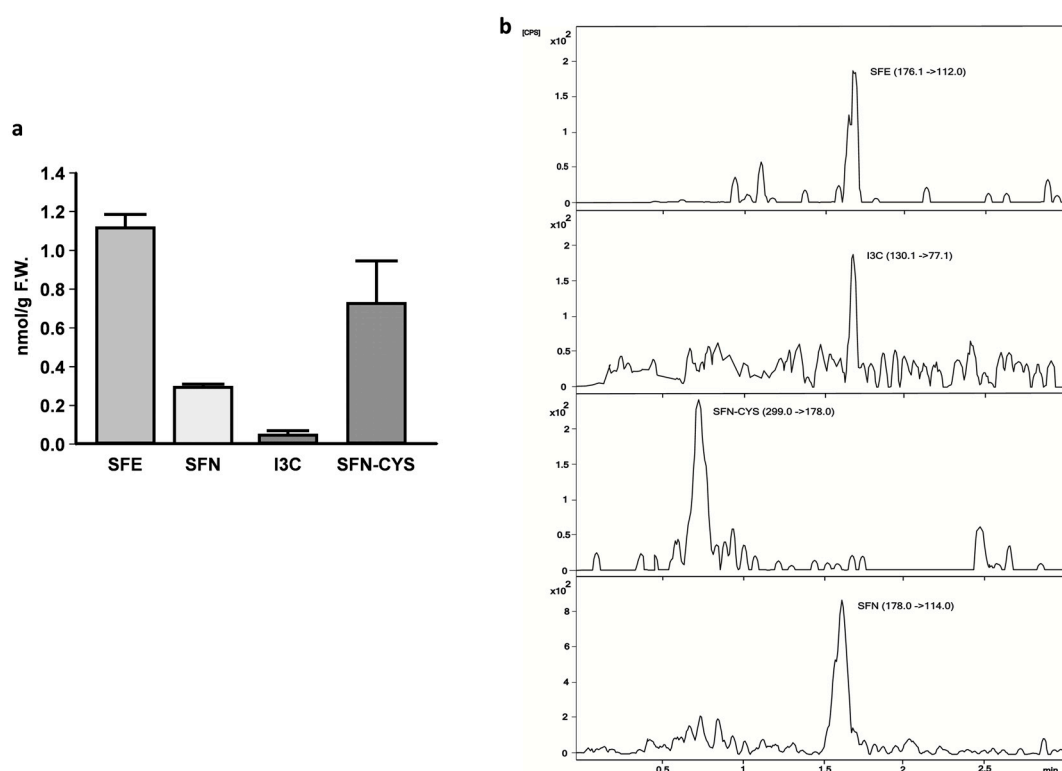 a
nmol/g F.W.
1.4
1.2
1.0
0.8
0.6
0.4
0.2
0.0
SFE SFN I3C SFN-CYS
b
[CPS]
x10²
2
1.5
1
0.5
0
SFE (176.1 ->112.0)
x10²
2
1.5
1
0.5
0
I3C (130.1 ->77.1)
x10²
2
1.5
1
0.5
0
SFN-CYS (299.0 ->178.0)
x10²
8
6
4
2
0
SFN (178.0 ->114.0)
0.5 1 1.5 2 2.5 min